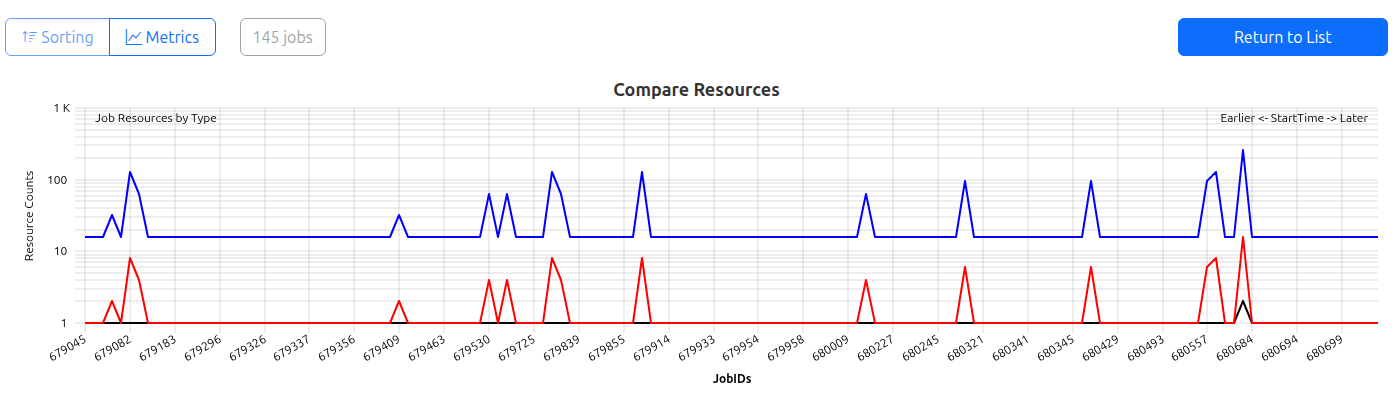 Sorting Metrics 145 jobs Return to List
Compare Resources
Job Resources by Type Earlier <- StartTime -> Later
Resource Counts
1 K
100
10
1
679045 679082 679183 679296 679326 679337 679356 679409 679463 679530 679725 679839 679855 679914 679933 679954 679958 680009 680227 680245 680321 680341 680345 680429 680493 680557 680684 680694 680699
JobIDs